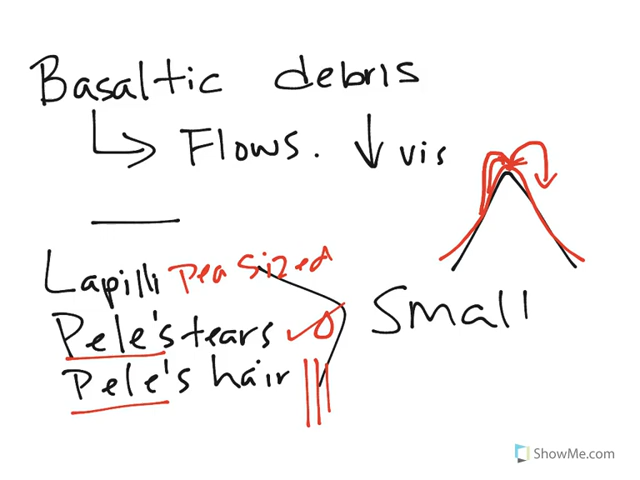 Basaltic debris
Flows. ↓ vis
Lapilli pea sized
Pele's tears
Small
Pele's hair
ShowMe.com